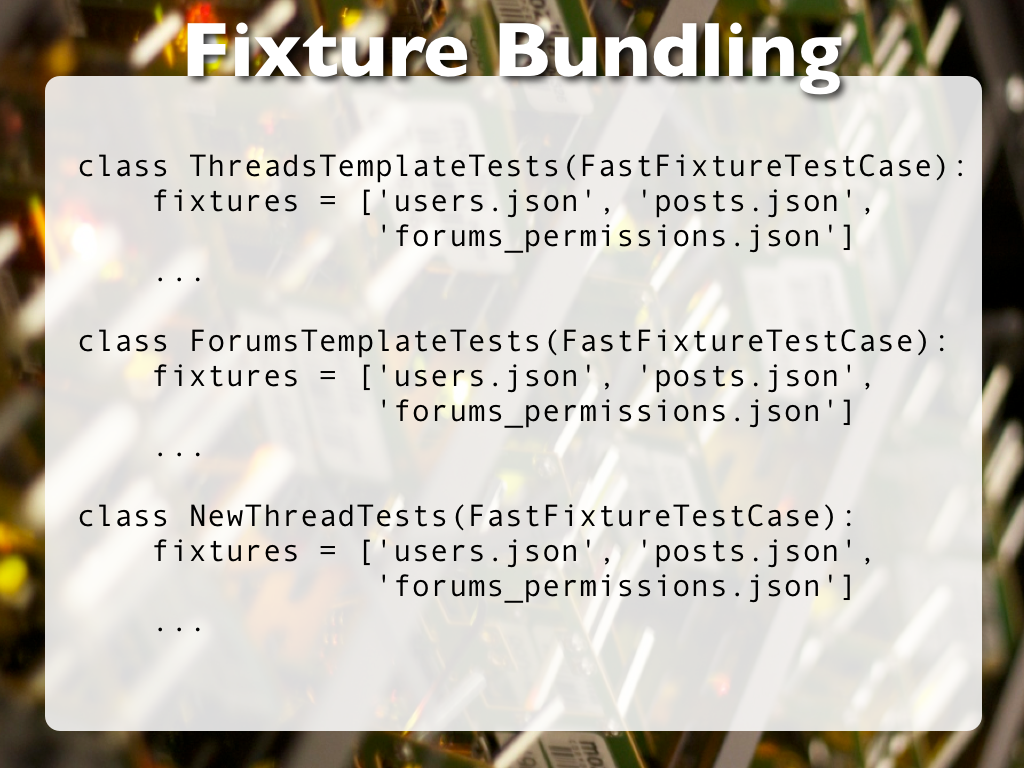 Fixture Bundling
class ThreadsTemplateTests(FastFixtureTestCase):
    fixtures = ['users.json', 'posts.json',
                'forums_permissions.json']
    ...
class ForumsTemplateTests(FastFixtureTestCase):
    fixtures = ['users.json', 'posts.json',
                'forums_permissions.json']
    ...
class NewThreadTests(FastFixtureTestCase):
    fixtures = ['users.json', 'posts.json',
                'forums_permissions.json']
    ...